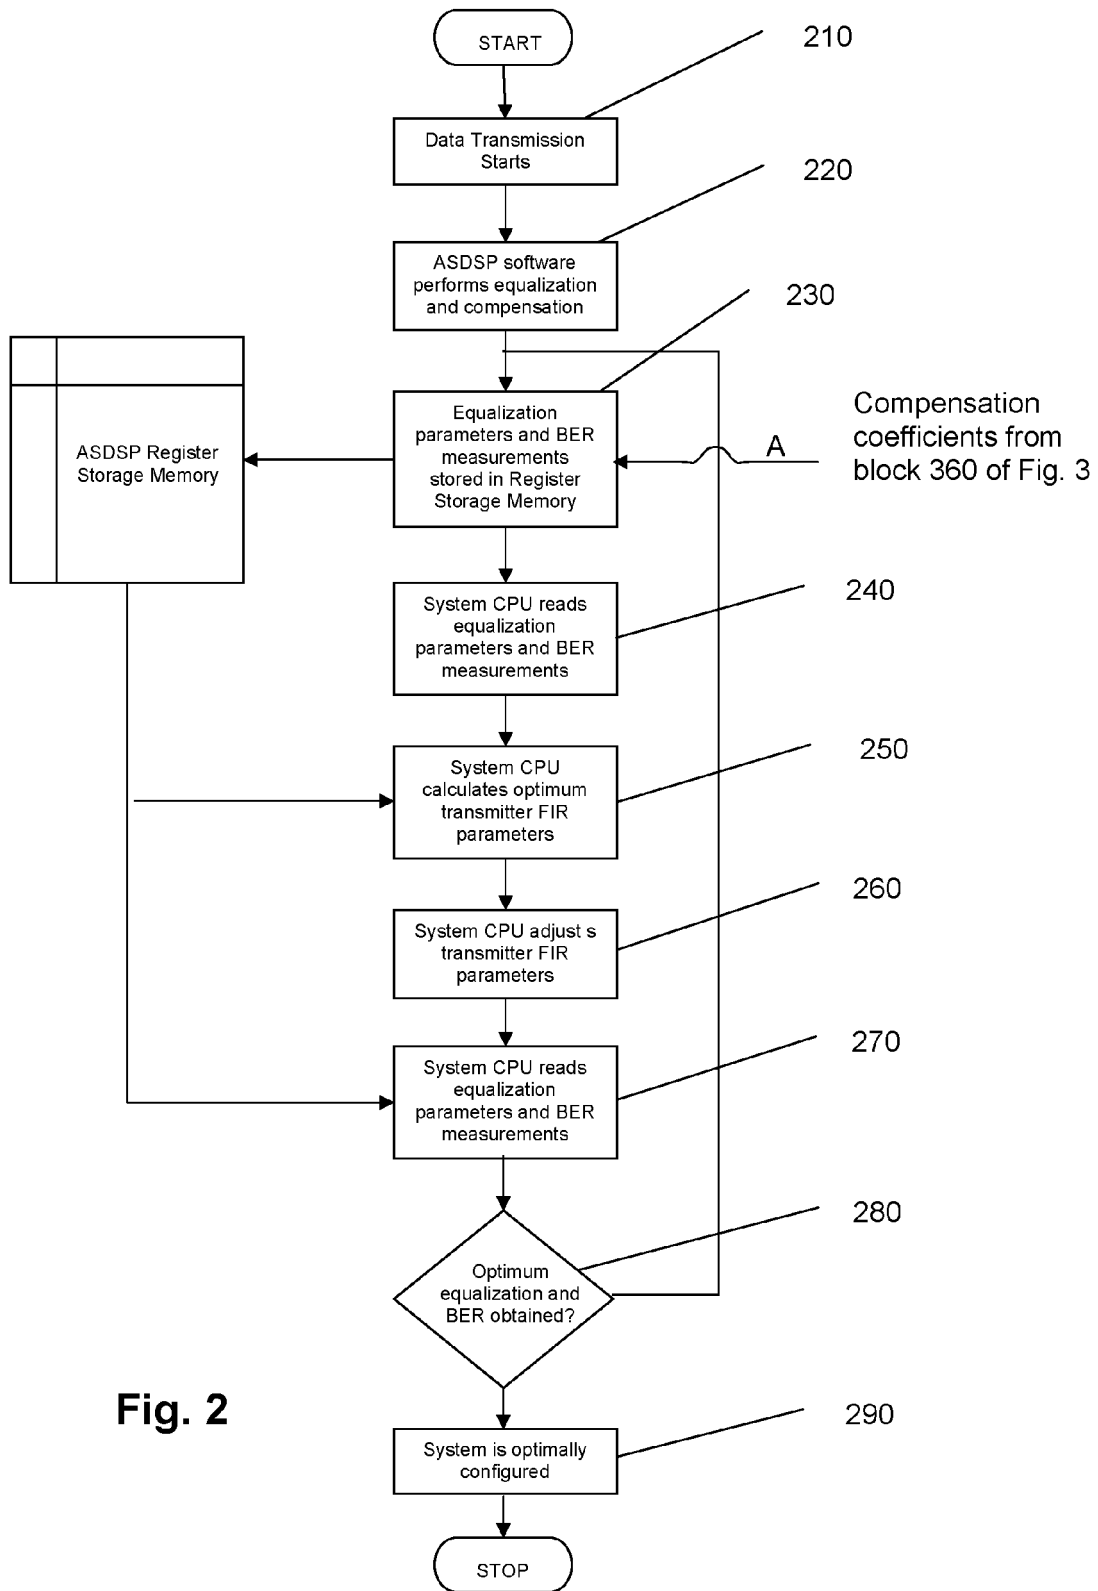 START
210
Data Transmission
Starts
220
ASDSP software
performs equalization
and compensation
230
Equalization
parameters and BER
measurements
stored in Register
Storage Memory
ASDSP Register
Storage Memory
A
Compensation
coefficients from
block 360 of Fig. 3
240
System CPU reads
equalization
parameters and BER
measurements
250
System CPU
calculates optimum
transmitter FIR
parameters
260
System CPU adjust s
transmitter FIR
parameters
270
System CPU reads
equalization
parameters and BER
measurements
280
Optimum
equalization and
BER obtained?
Fig. 2
290
System is optimally
configured
STOP